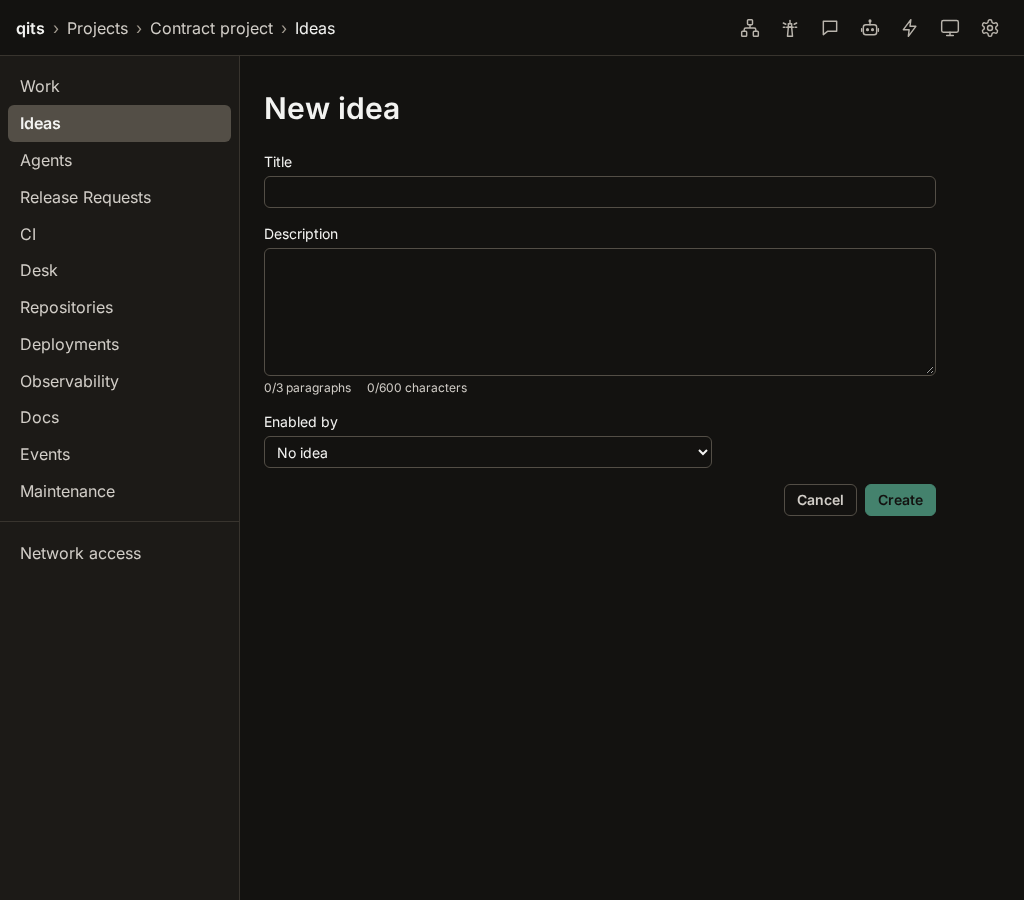 qits › Projects › Contract project › Ideas
Work
Ideas
Agents
Release Requests
CI
Desk
Repositories
Deployments
Observability
Docs
Events
Maintenance
Network access
New idea
Title
Description
0/3 paragraphs 0/600 characters
Enabled by
No idea
Cancel Create